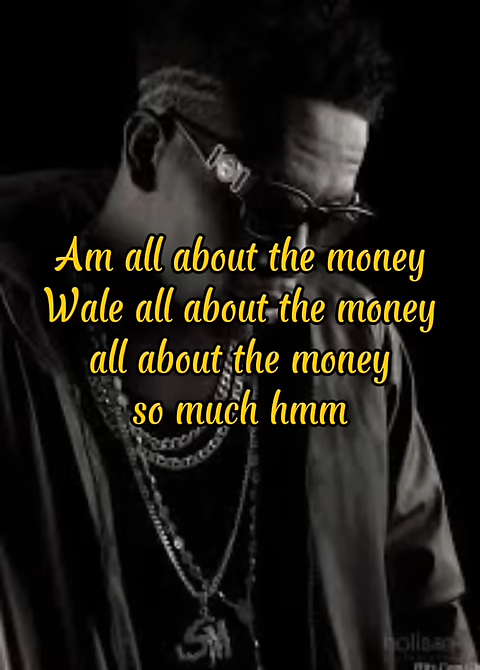 Am all about the money
Wale all about the money
all about the money
so much hmm